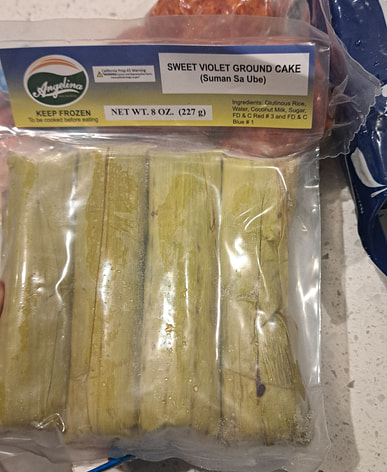 Angelina
California Prop 65 Warning
SWEET VIOLET GROUND CAKE
(Suman Sa Ube)
KEEP FROZEN
To be cooked before eating
NET WT. 8 OZ. (227 g)
Ingredients: Glutinous Rice,
Water, Coconut Milk, Sugar,
FD & C Red # 3 and FD & C
Blue # 1